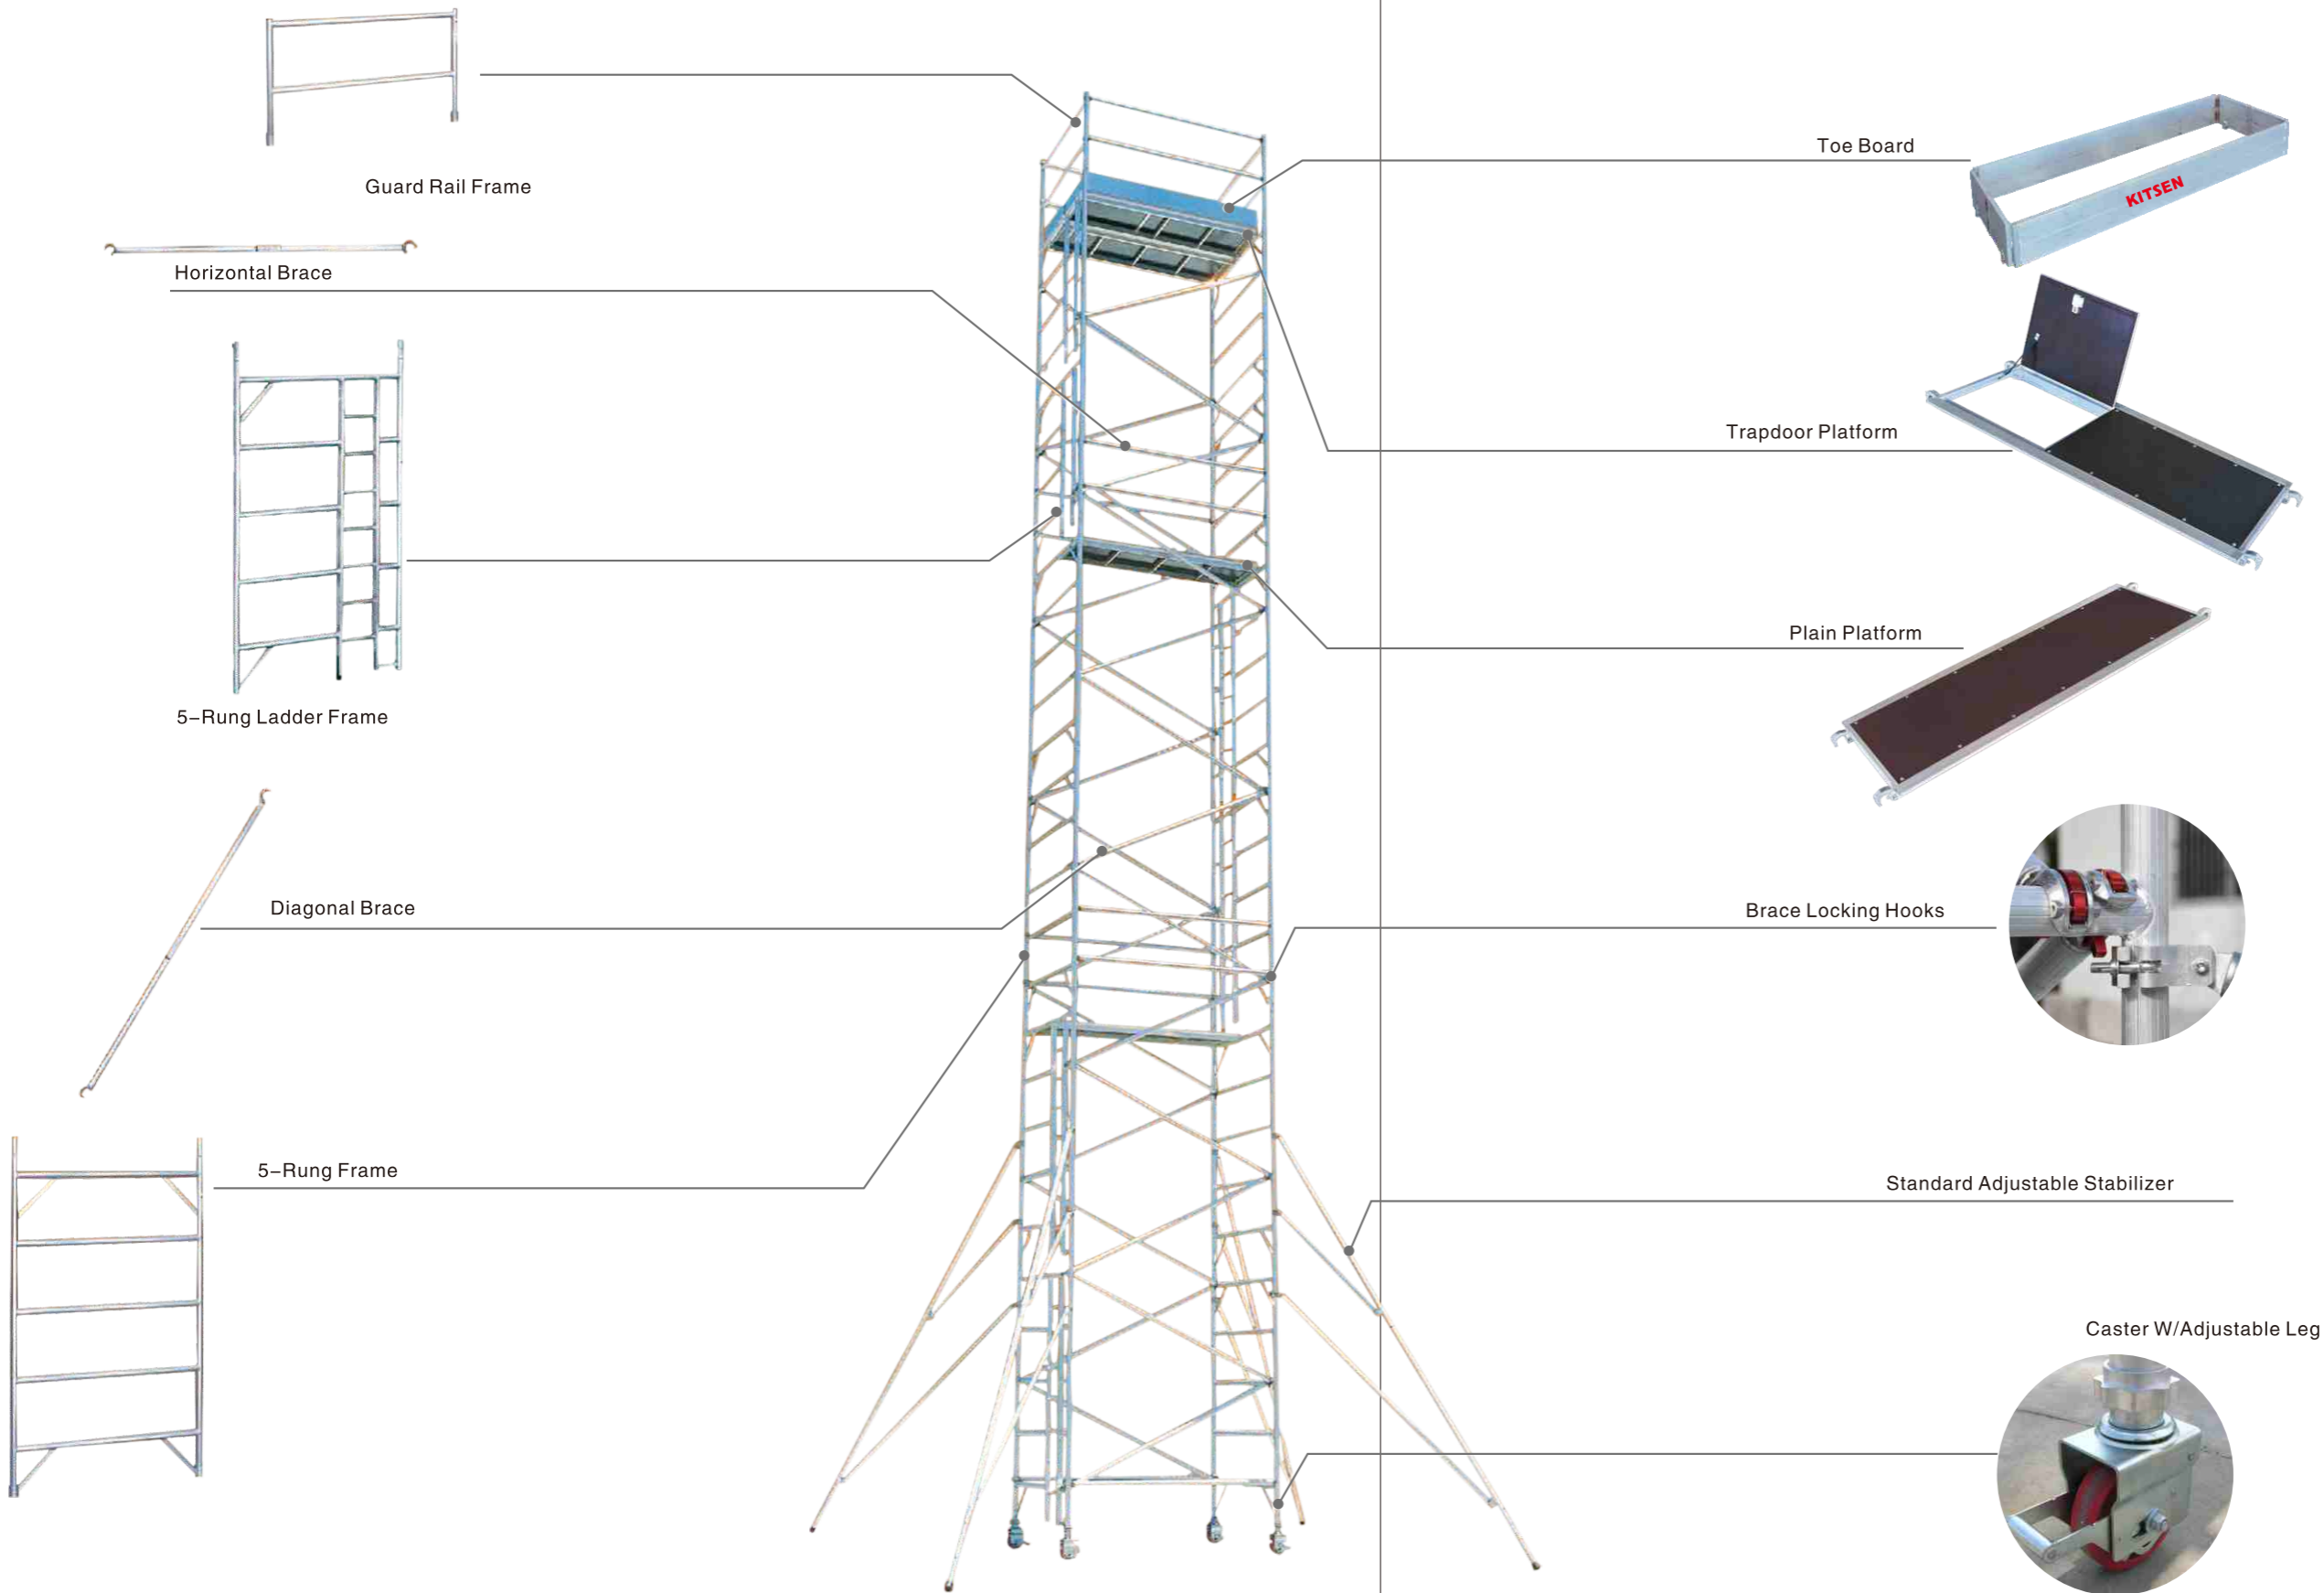 Guard Rail Frame
Horizontal Brace
5–Rung Ladder Frame
Diagonal Brace
5–Rung Frame
Toe Board
KITSEN
Trapdoor Platform
Plain Platform
Brace Locking Hooks
Standard Adjustable Stabilizer
Caster W/Adjustable Leg